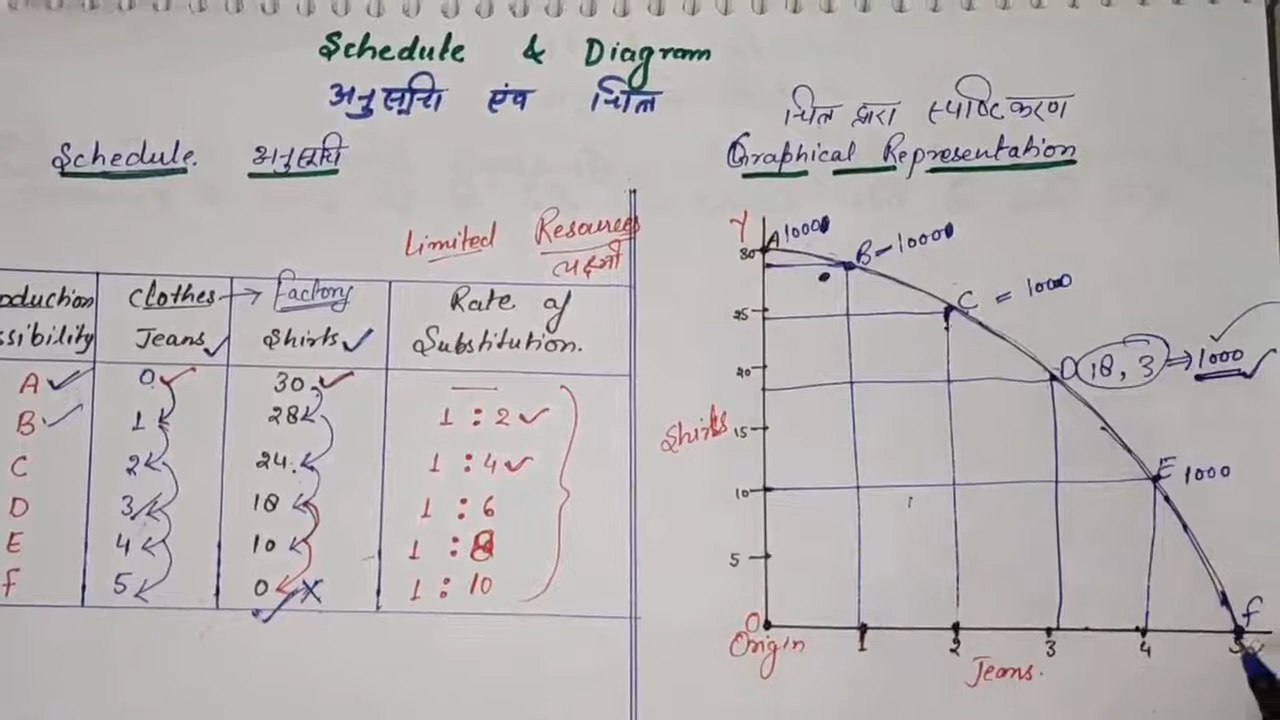 Schedule & Diagram
अनुसूचि एंव चित्र
Schedule. अनुसूचि
चित्र द्वारा स्पष्टिकरण
Graphical Representation
Limited Resources
oduction
ssibility
Clothes → Factory
Jeans ✓ Shirts ✓
Rate of
Substitution.
A ✓ 0 ✓ 30 ✓ —
B ✓ 1 28 1 : 2 ✓
C 2 24 1 : 4 ✓
D 3 18 1 : 6
E 4 10 1 : 8
F 5 0 X 1 : 10
Y
30
25
20
15
10
5
O
Origin
Shirts
A 1000
B - 1000
C = 1000
D (18, 3) ⇒ 1000 ✓
E 1000
F
1 2 3 4 5
Jeans.